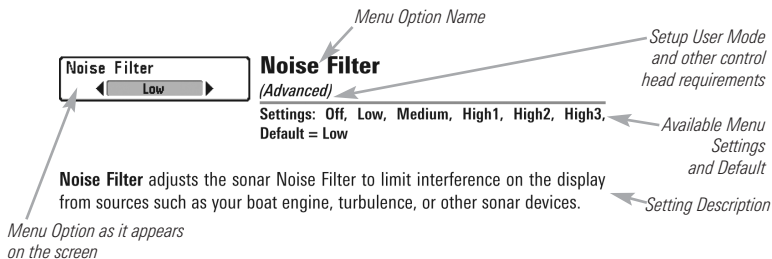 Menu Option Name
Setup User Mode
and other control
head requirements
Noise Filter
Low
Noise Filter
(Advanced)
Settings: Off, Low, Medium, High1, High2, High3,
Default = Low
Available Menu
Settings
and Default
Noise Filter adjusts the sonar Noise Filter to limit interference on the display
from sources such as your boat engine, turbulence, or other sonar devices.
Setting Description
Menu Option as it appears
on the screen